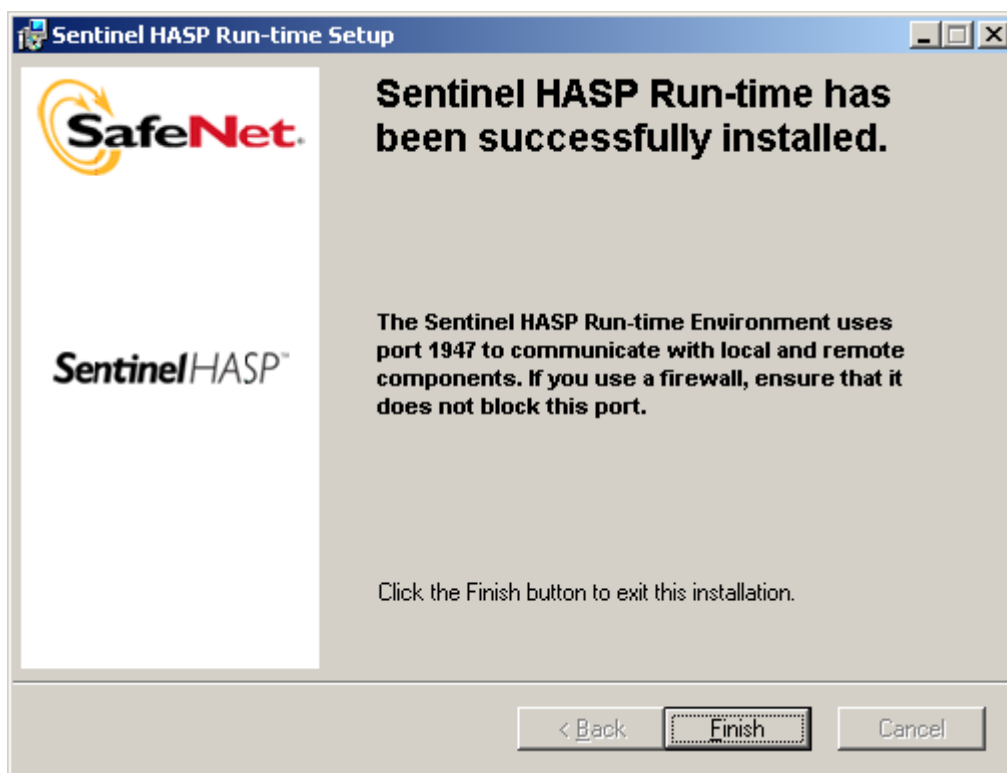 Sentinel HASP Run-time Setup
SafeNet.
Sentinel HASP Run-time has
been successfully installed.
The Sentinel HASP Run-time Environment uses
port 1947 to communicate with local and remote
components. If you use a firewall, ensure that it
does not block this port.
SentinelHASP™
Click the Finish button to exit this installation.
< Back
Finish
Cancel